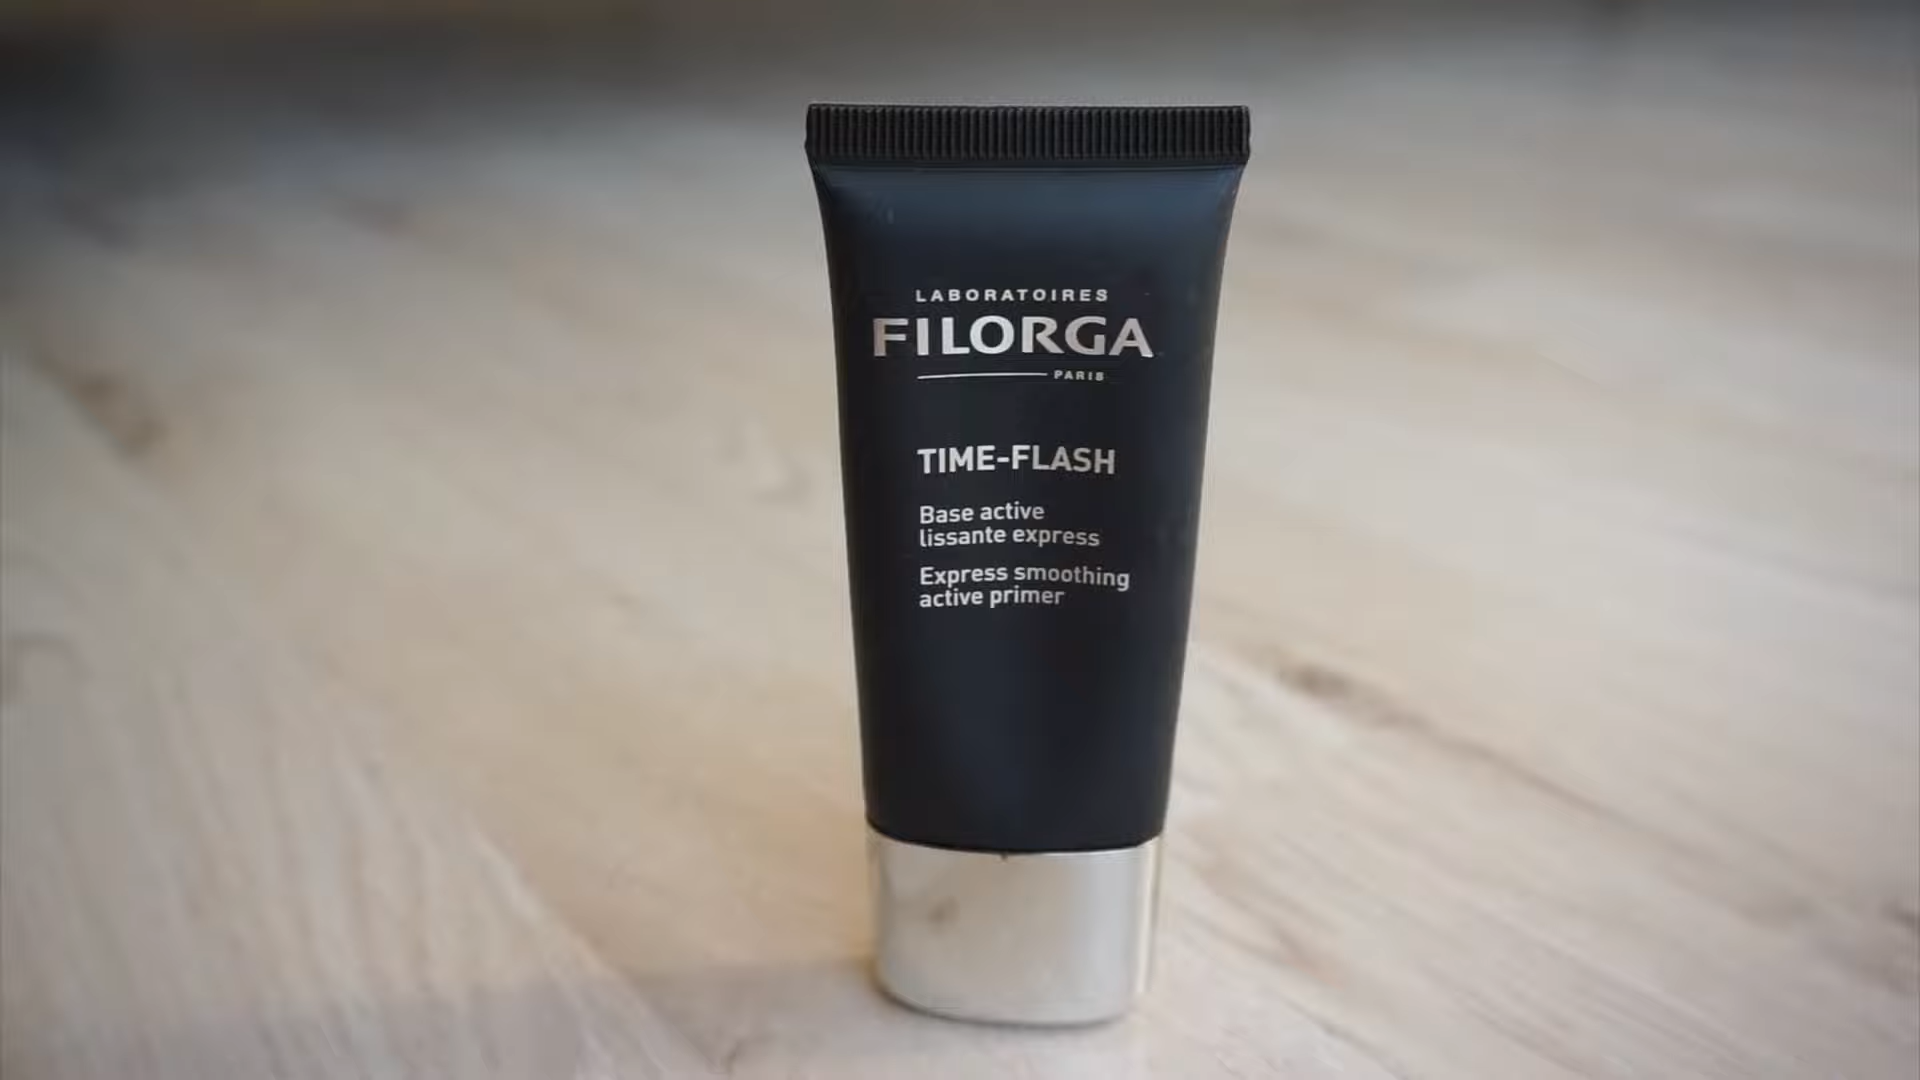 LABORATOIRES
FILORGA
PARIS
TIME-FLASH
Base active
lissante express
Express smoothing
active primer